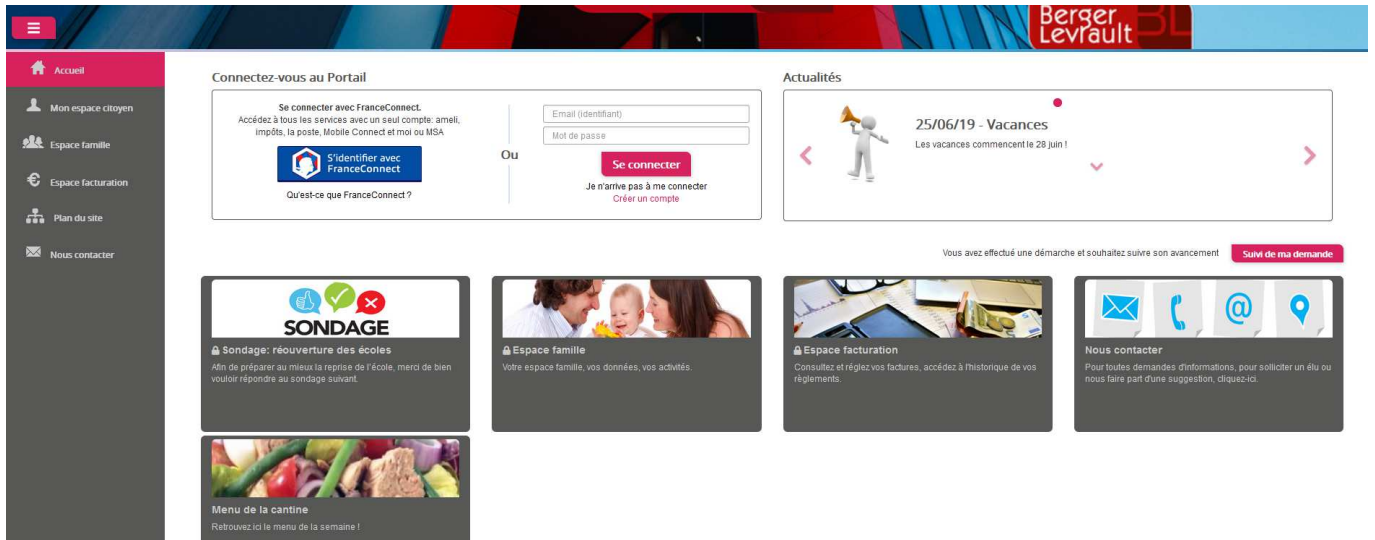 Berger
Levrault
Accueil
Mon espace citoyen
Espace famille
Espace facturation
Plan du site
Nous contacter
Connectez-vous au Portail
Se connecter avec FranceConnect.
Accédez à tous les services avec un seul compte: ameli,
impôts, la poste, Mobile Connect et moi ou MSA
S'identifier avec
FranceConnect
Qu'est-ce que FranceConnect ?
Ou
Email (identifiant)
Mot de passe
Se connecter
Je n'arrive pas à me connecter
Créer un compte
Actualités
25/06/19 - Vacances
Les vacances commencent le 28 juin !
Vous avez effectué une démarche et souhaitez suivre son avancement
Suivi de ma demande
SONDAGE
Sondage: réouverture des écoles
Afin de préparer au mieux la reprise de l'école, merci de bien
vouloir répondre au sondage suivant.
Espace famille
Votre espace famille, vos données, vos activités.
Espace facturation
Consultez et réglez vos factures, accédez à l'historique de vos
règlements.
@
Nous contacter
Pour toutes demandes d'informations, pour solliciter un élu ou
nous faire part d'une suggestion, cliquez-ici.
Menu de la cantine
Retrouvez ici le menu de la semaine !